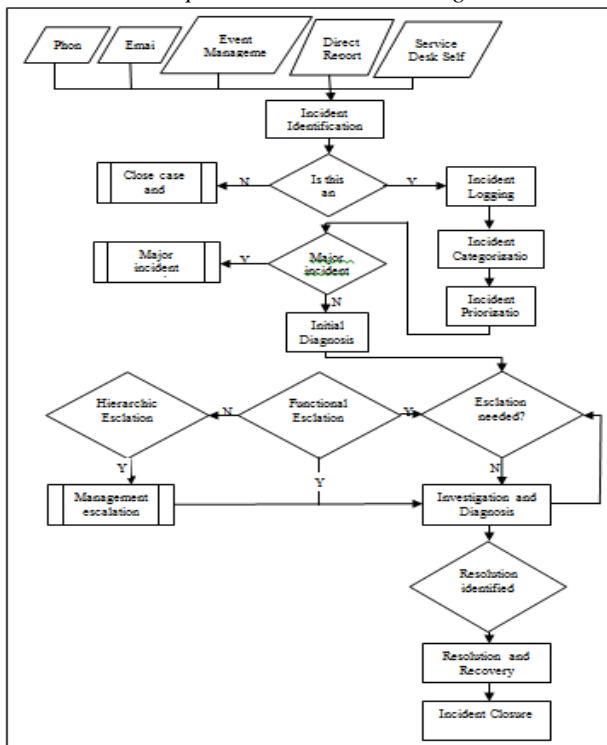 Phon
Emai
Event
Manageme
Direct
Report
Service
Desk Self
Incident
Identification
Close case
and
N
Is this
an
Y
Incident
Logging
Major
incident
Y
Major
incident
Incident
Categorizatio
N
Initial
Diagnosis
Incident
Priorizatio
Hierarchic
Esclation
N
Functional
Esclation
Y
Esclation
needed?
Y
Y
N
Management
escalation
Investigation and
Diagnosis
Resolution
identified
Resolution and
Recovery
Incident Closure